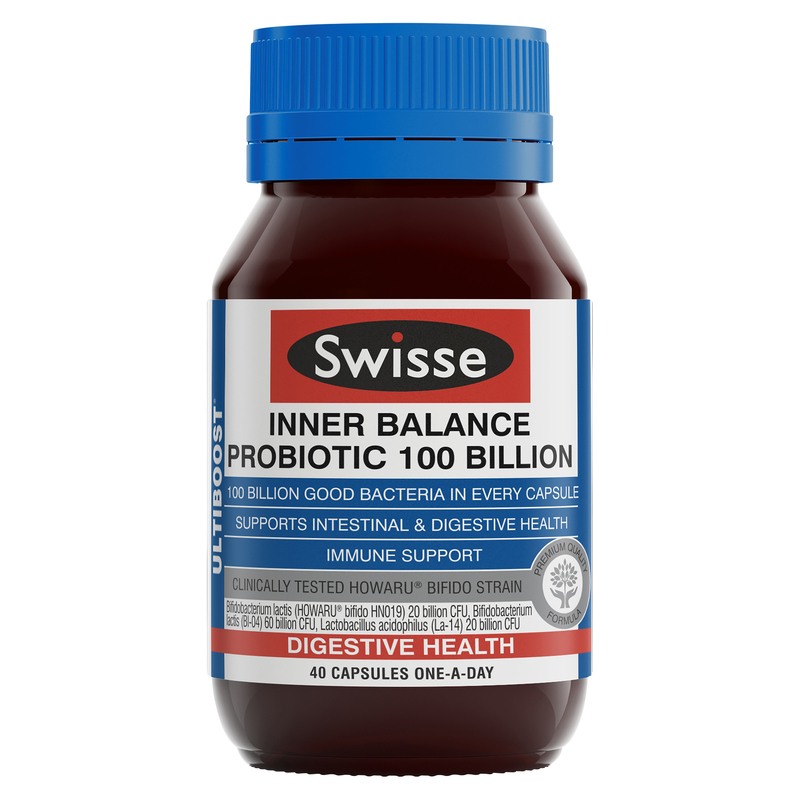 Swisse
ULTIBOOST
INNER BALANCE
PROBIOTIC 100 BILLION
100 BILLION GOOD BACTERIA IN EVERY CAPSULE
SUPPORTS INTESTINAL & DIGESTIVE HEALTH
IMMUNE SUPPORT
CLINICALLY TESTED HOWARU® BIFIDO STRAIN
PREMIUM QUALITY
FORMULA
Bifidobacterium lactis (HOWARU® bifido HN019) 20 billion CFU, Bifidobacterium
lactis (Bl-04) 60 billion CFU, Lactobacillus acidophilus (La-14) 20 billion CFU
DIGESTIVE HEALTH
40 CAPSULES ONE-A-DAY